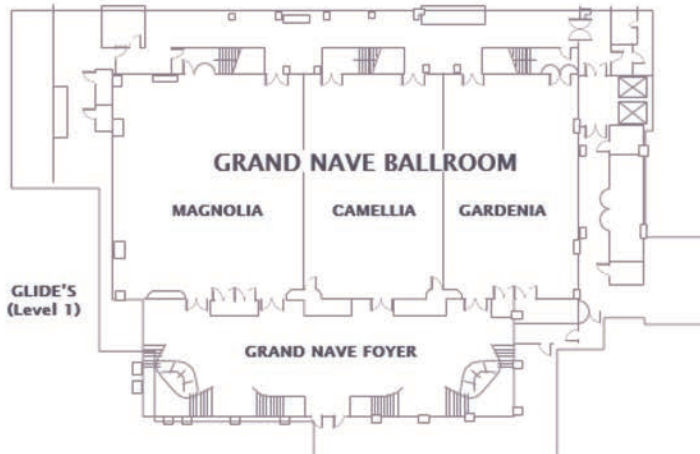 GRAND NAVE BALLROOM
MAGNOLIA
CAMELLIA
GARDENIA
GLIDE'S
(Level 1)
GRAND NAVE FOYER